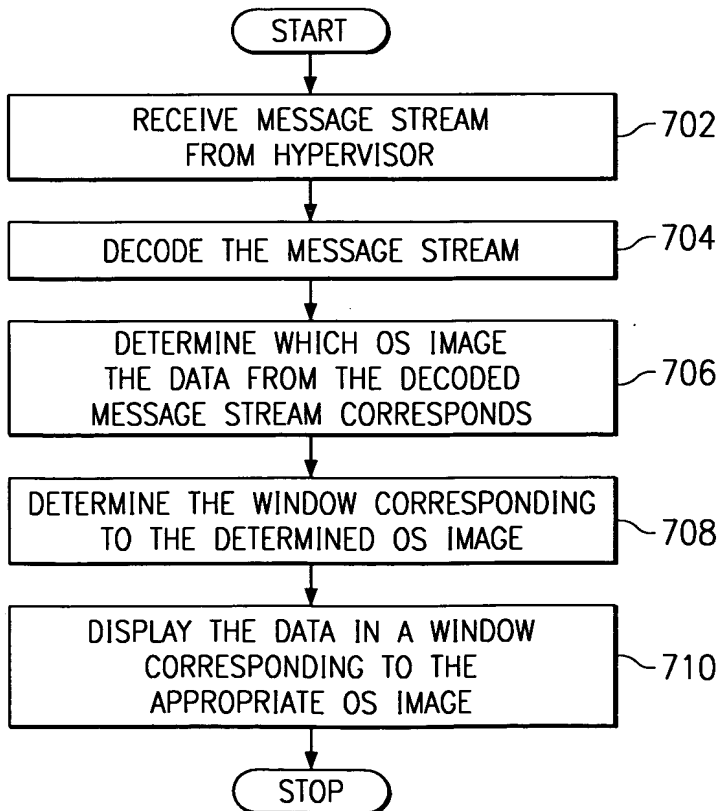 START
RECEIVE MESSAGE STREAM
FROM HYPERVISOR
702
DECODE THE MESSAGE STREAM
704
DETERMINE WHICH OS IMAGE
THE DATA FROM THE DECODED
MESSAGE STREAM CORRESPONDS
706
DETERMINE THE WINDOW CORRESPONDING
TO THE DETERMINED OS IMAGE
708
DISPLAY THE DATA IN A WINDOW
CORRESPONDING TO THE
APPROPRIATE OS IMAGE
710
STOP